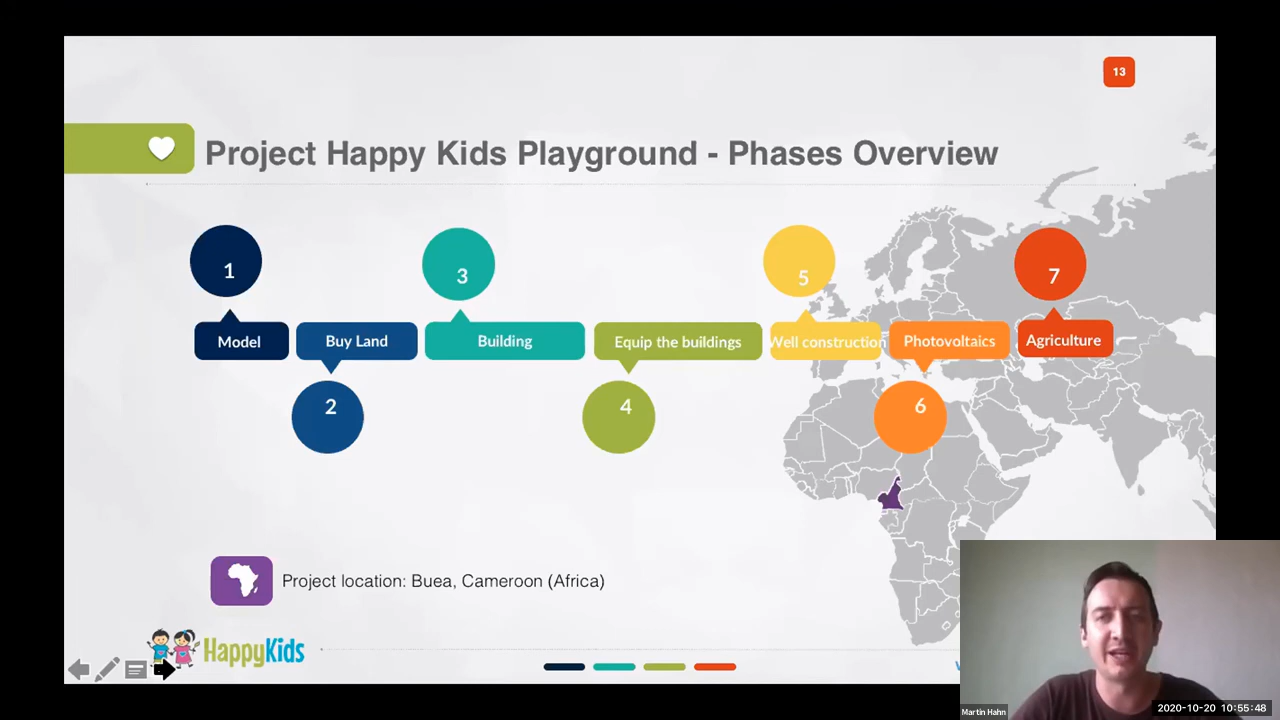 13
Project Happy Kids Playground - Phases Overview
1
3
5
7
Model
Buy Land
Building
Equip the buildings
Well construction
Photovoltaics
Agriculture
2
4
6
Project location: Buea, Cameroon (Africa)
HappyKids
Martin Hahn
2020-10-20 10:55:48